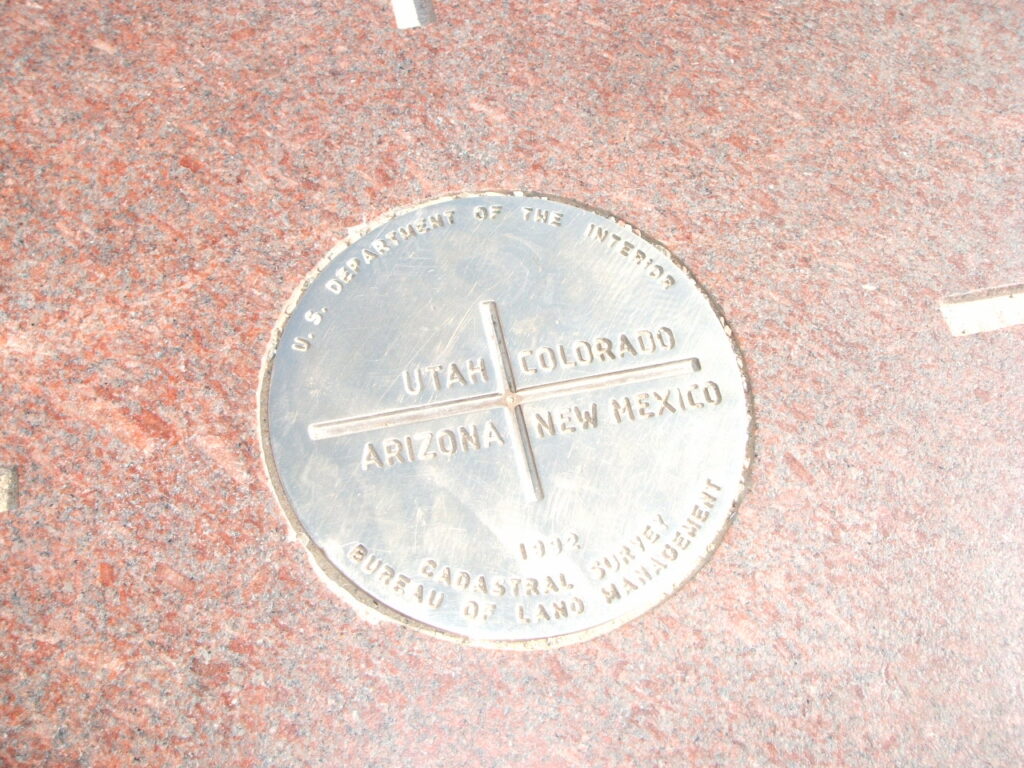 U. S. DEPARTMENT OF THE INTERIOR
UTAH COLORADO
ARIZONA NEW MEXICO
1992
CADASTRAL SURVEY
BUREAU OF LAND MANAGEMENT